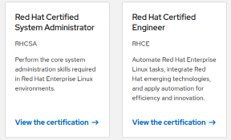 Red Hat Certified
System Administrator
RHCSA
Perform the core system
administration skills required
in Red Hat Enterprise Linux
environments.
View the certification →
Red Hat Certified
Engineer
RHCE
Automate Red Hat Enterprise
Linux tasks, integrate Red
Hat emerging technologies,
and apply automation for
efficiency and innovation.
View the certification →